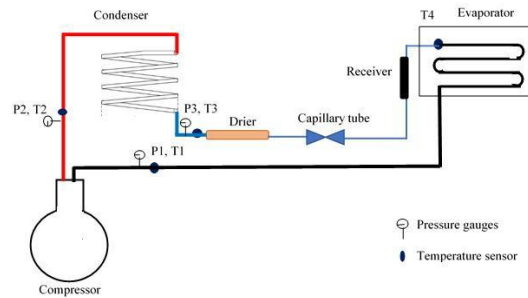 Condenser
T4
Evaporator
Receiver
P2, T2
P3, T3
Drier
Capillary tube
P1, T1
Pressure gauges
Temperature sensor
Compressor